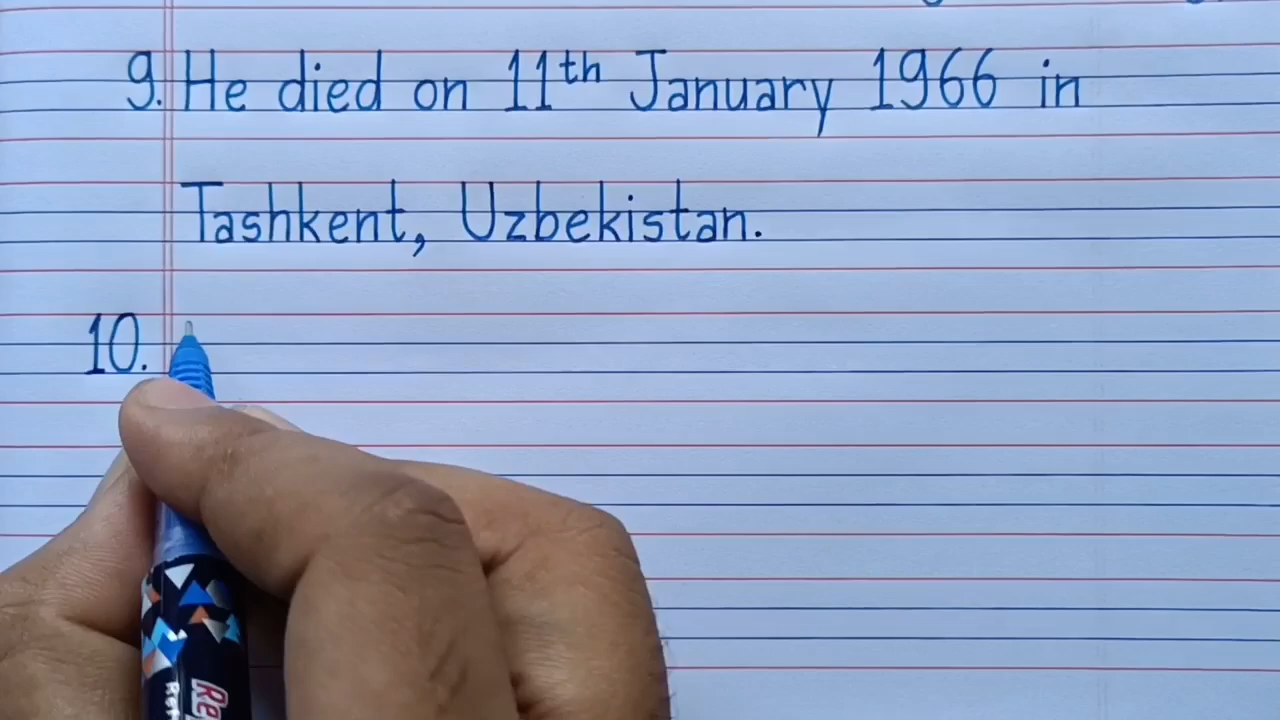 9. He died on 11th January 1966 in
Tashkent, Uzbekistan.
10.